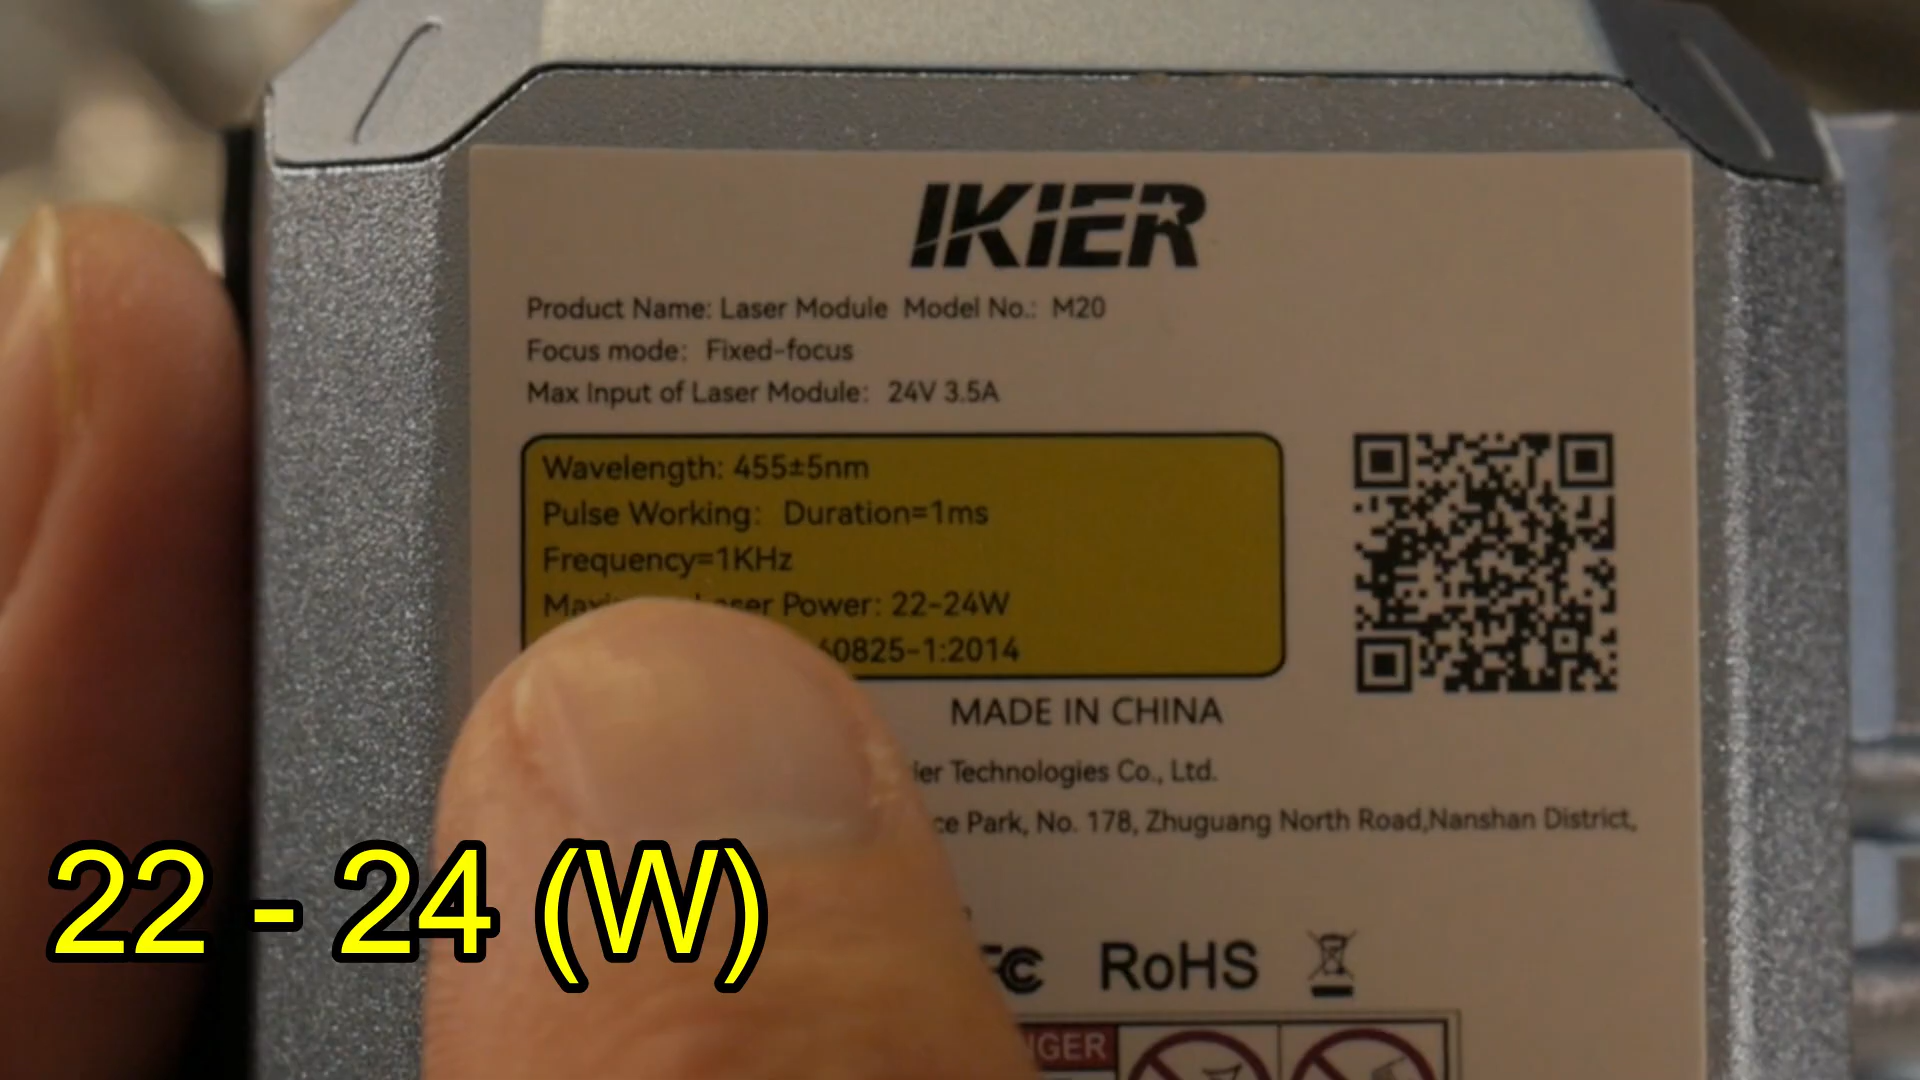 IKIER
Product Name: Laser Module Model No.: M20
Focus mode: Fixed-focus
Max Input of Laser Module: 24V 3.5A
Wavelength: 455±5nm
Pulse Working: Duration=1ms
Frequency=1KHz
Power: 22-24W
60825-1:2014
MADE IN CHINA
Technologies Co., Ltd.
Park, No. 178, Zhuguang North Road,Nanshan District,
22 - 24 (W)
FC RoHS